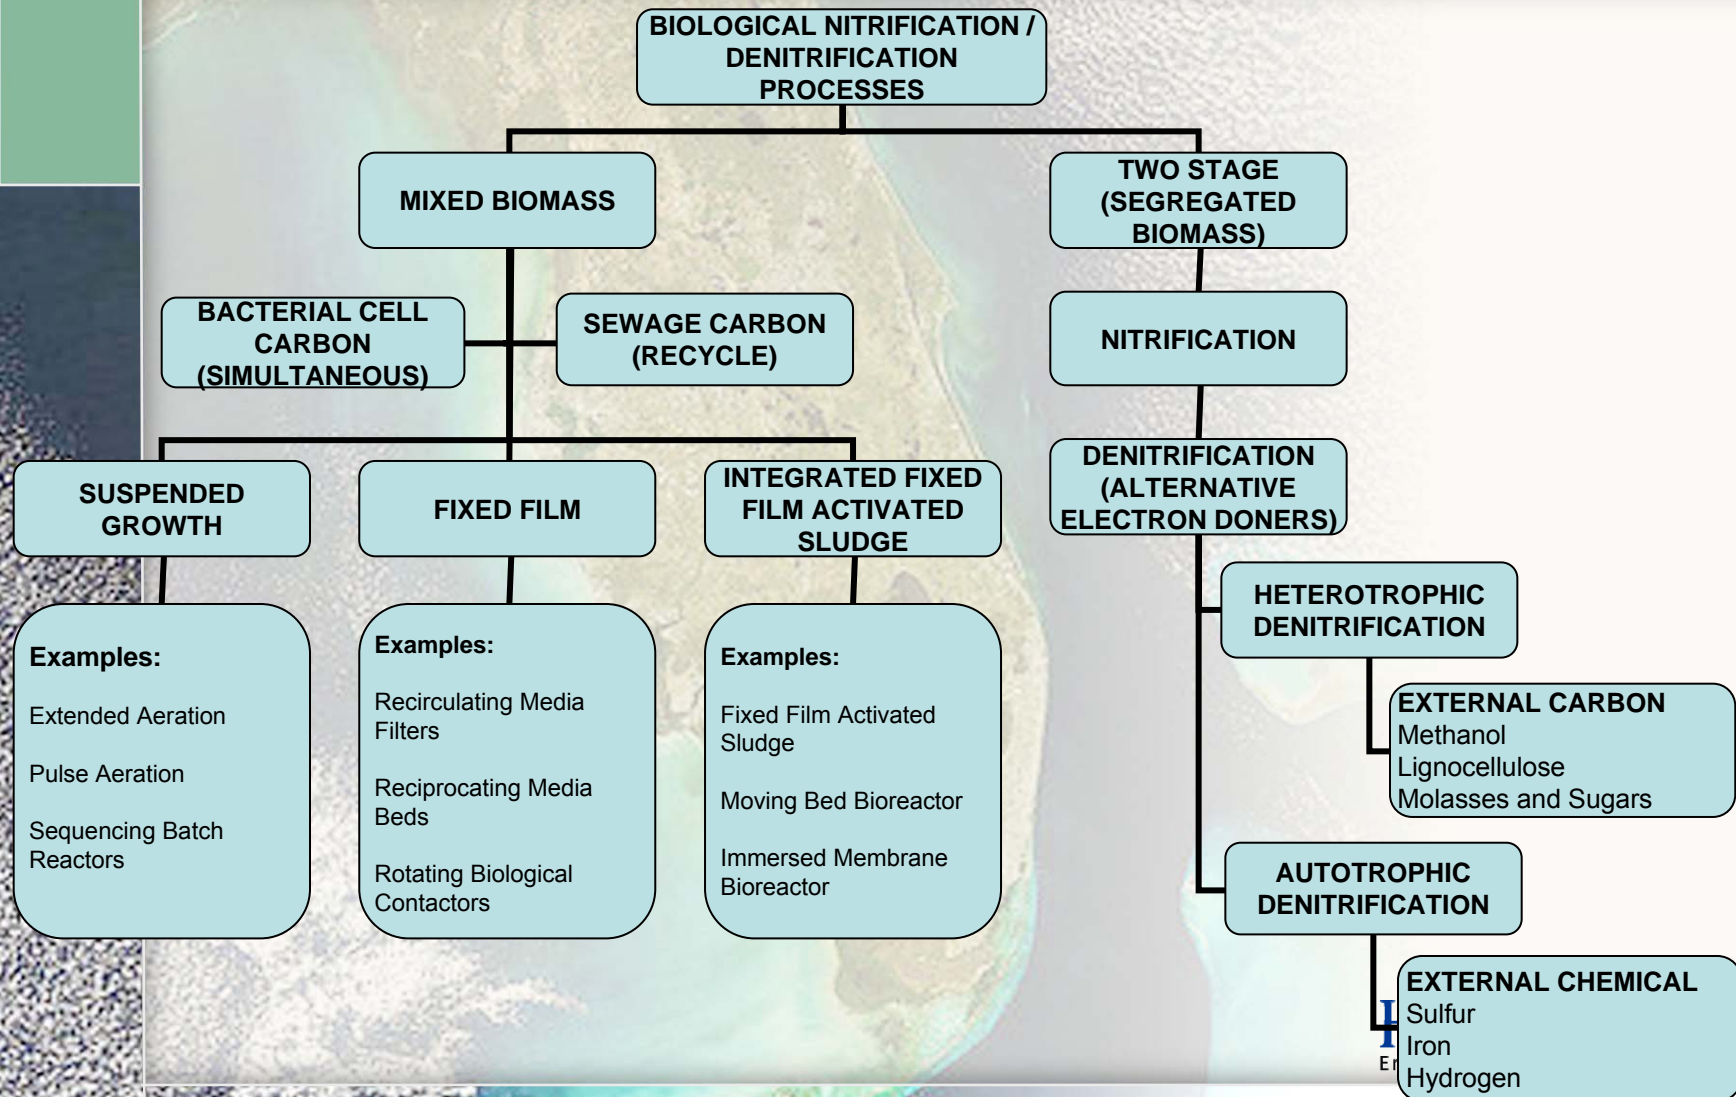 BIOLOGICAL NITRIFICATION /
DENITRIFICATION
PROCESSES
MIXED BIOMASS
TWO STAGE
(SEGREGATED
BIOMASS)
BACTERIAL CELL
CARBON
(SIMULTANEOUS)
SEWAGE CARBON
(RECYCLE)
NITRIFICATION
SUSPENDED
GROWTH
FIXED FILM
INTEGRATED FIXED
FILM ACTIVATED
SLUDGE
DENITRIFICATION
(ALTERNATIVE
ELECTRON DONERS)
Examples:
Extended Aeration
Pulse Aeration
Sequencing Batch
Reactors
Examples:
Recirculating Media
Filters
Reciprocating Media
Beds
Rotating Biological
Contactors
Examples:
Fixed Film Activated
Sludge
Moving Bed Bioreactor
Immersed Membrane
Bioreactor
HETEROTROPHIC
DENITRIFICATION
EXTERNAL CARBON
Methanol
Lignocellulose
Molasses and Sugars
AUTOTROPHIC
DENITRIFICATION
EXTERNAL CHEMICAL
Sulfur
Iron
Hydrogen